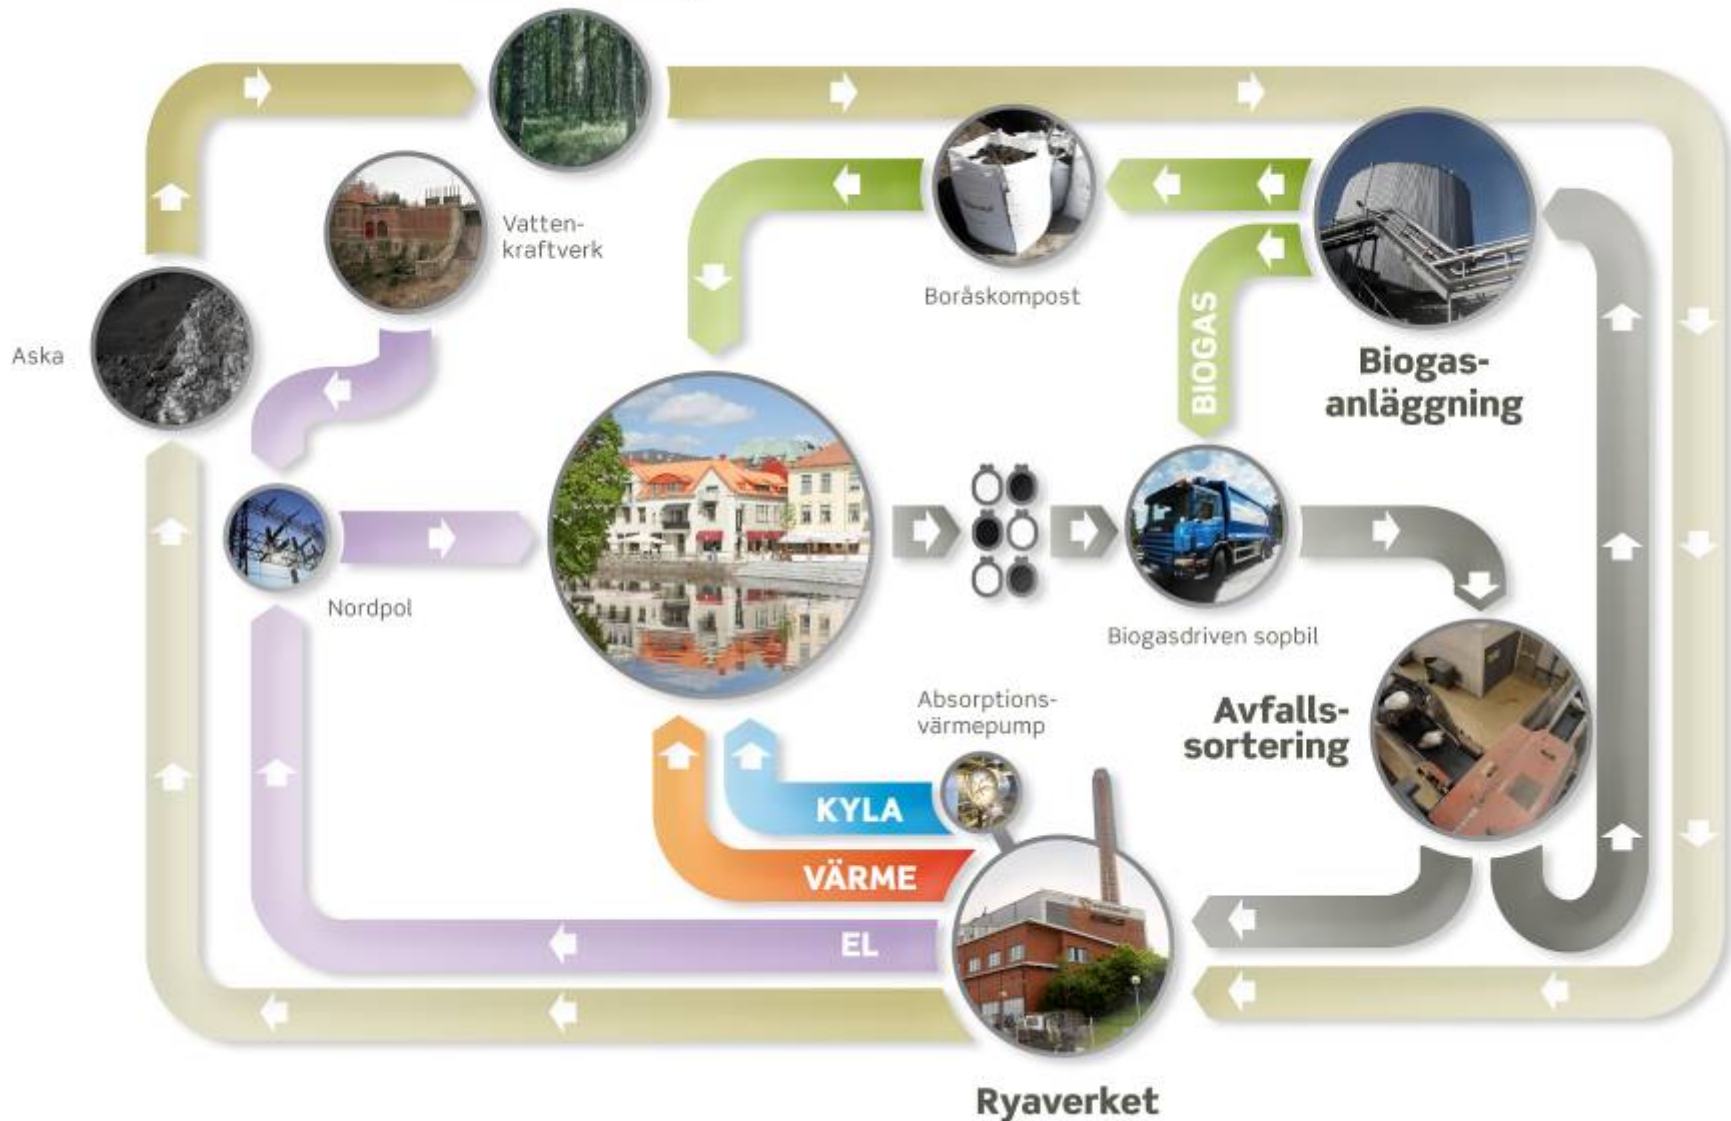 Vatten-
kraftverk
Boråskompost
Aska
BIOGAS
Biogas-
anläggning
Nordpol
Biogasdriven sopbil
Absorptions-
värmepump
Avfalls-
sortering
KYLA
VÄRME
EL
Ryaverket